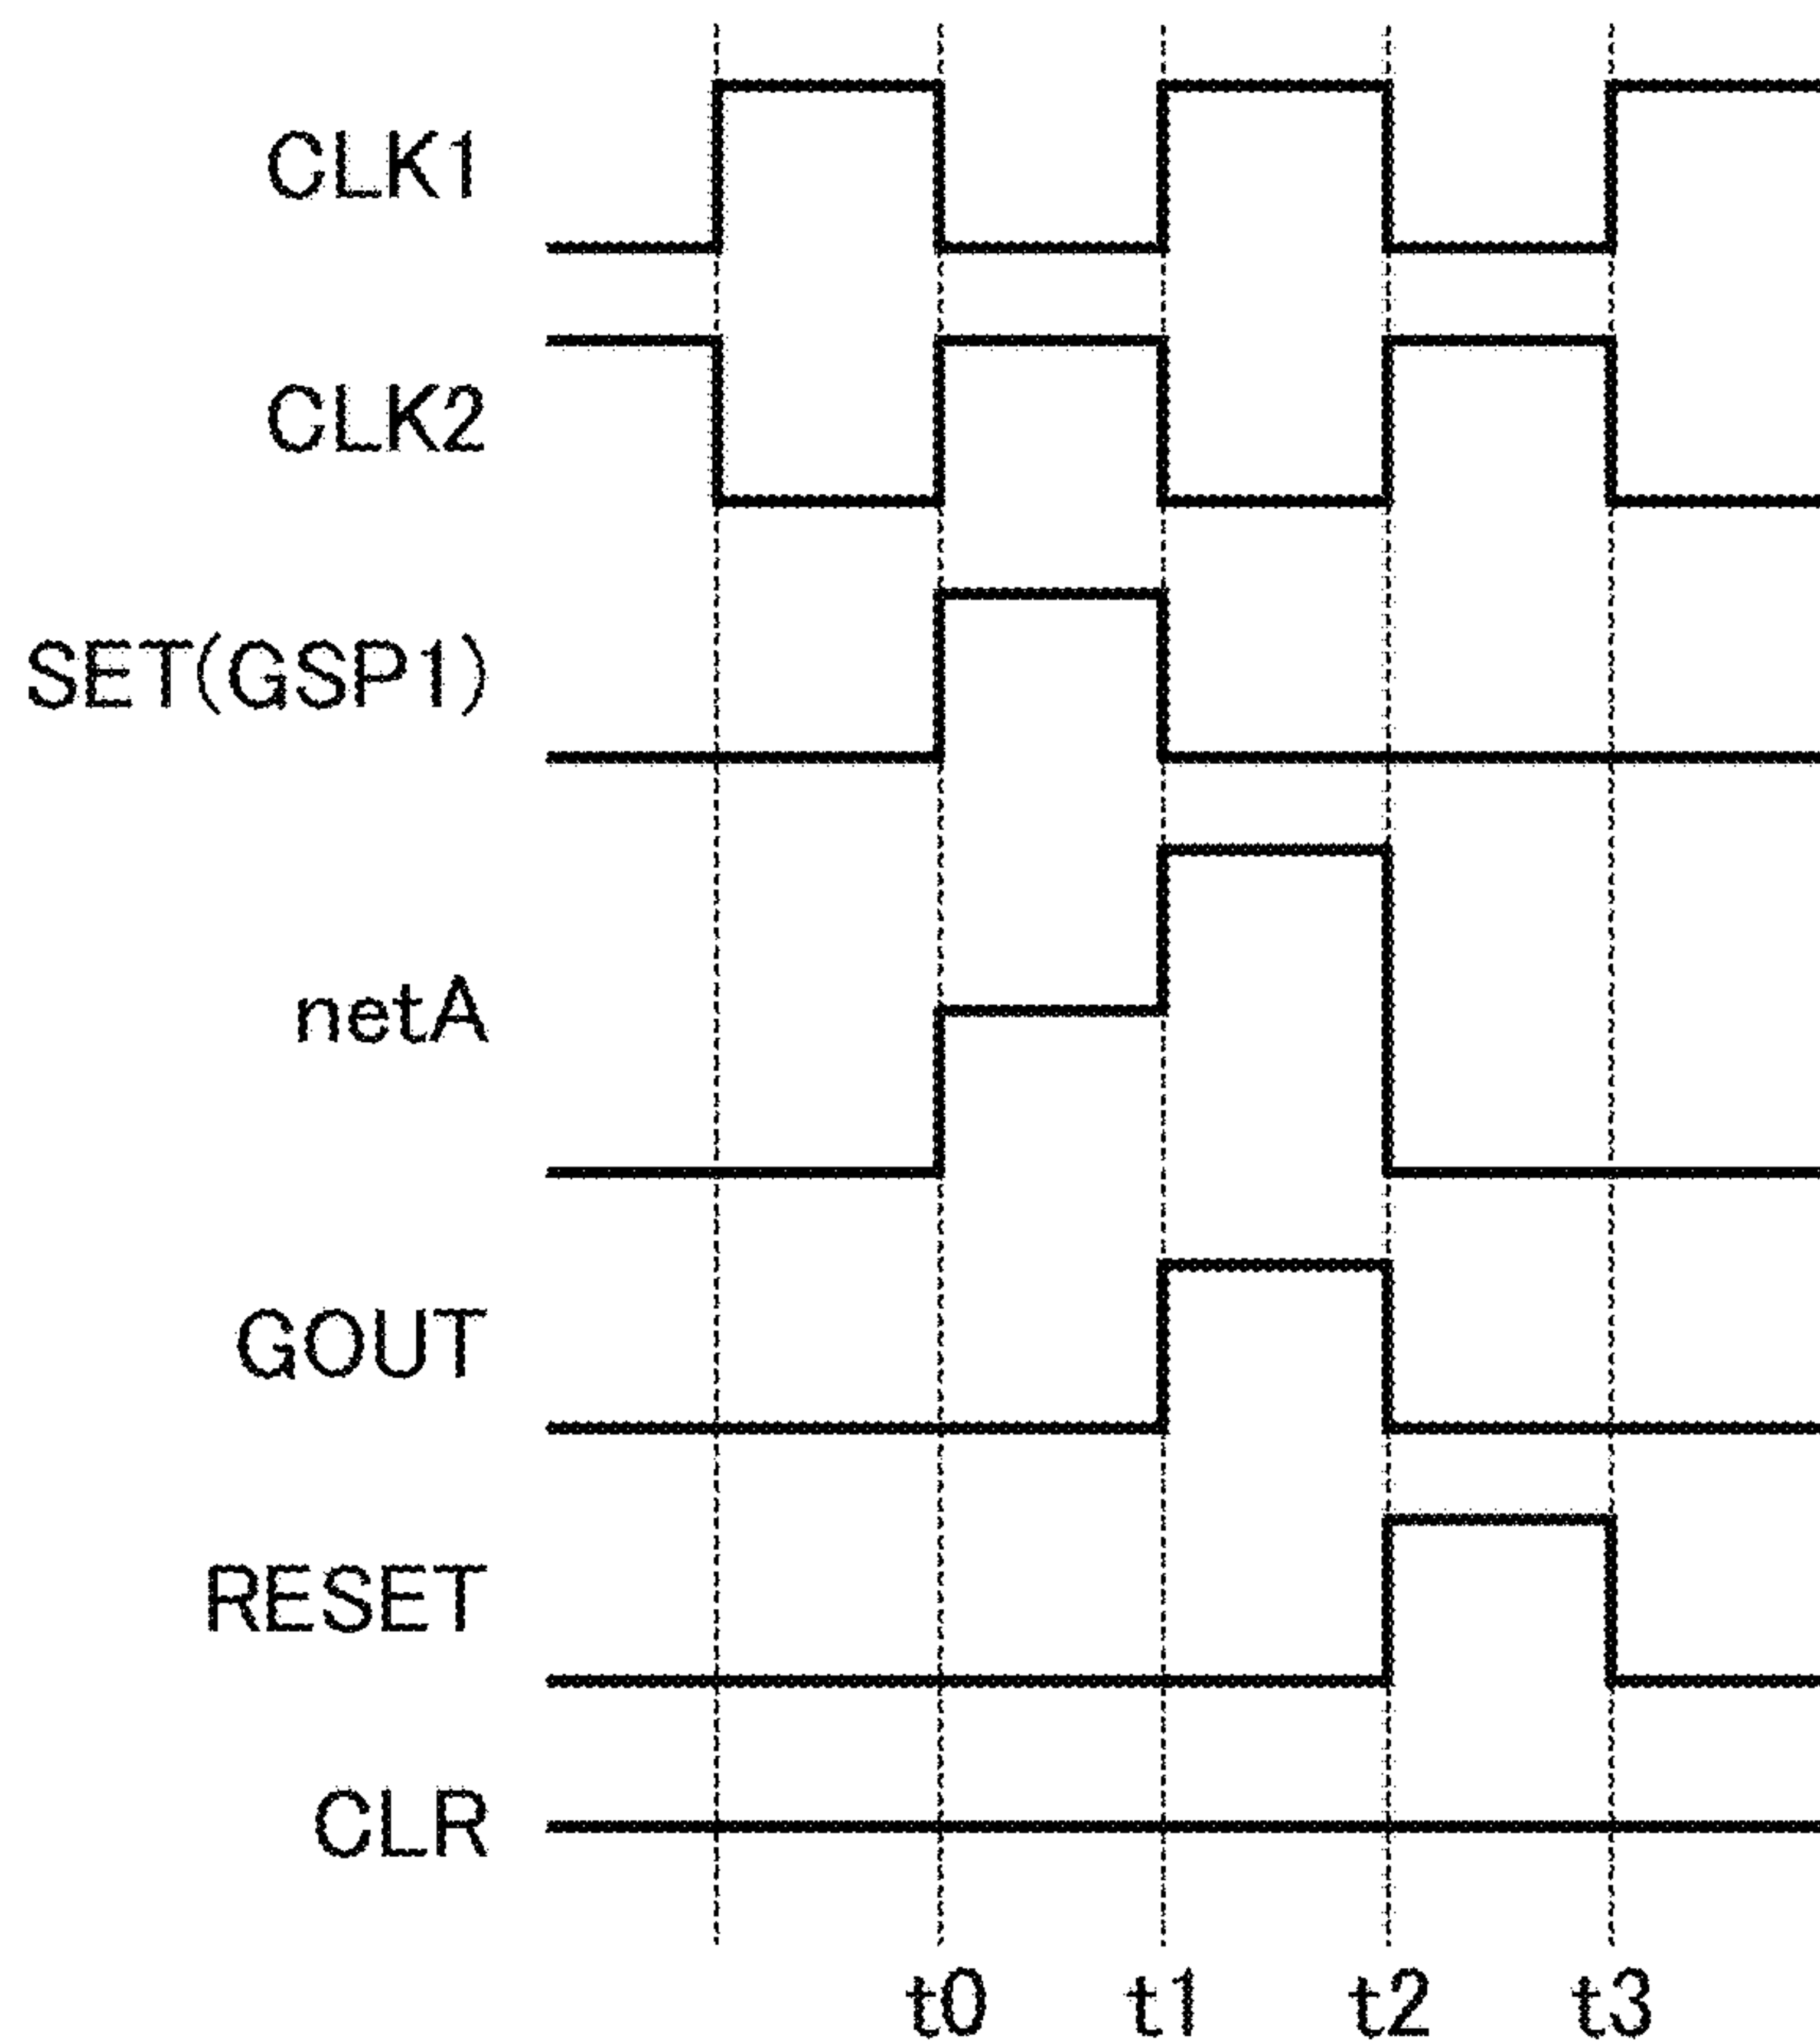 CLK1
CLK2
SET(GSP1)
netA
GOUT
RESET
CLR
t0 t1 t2 t3